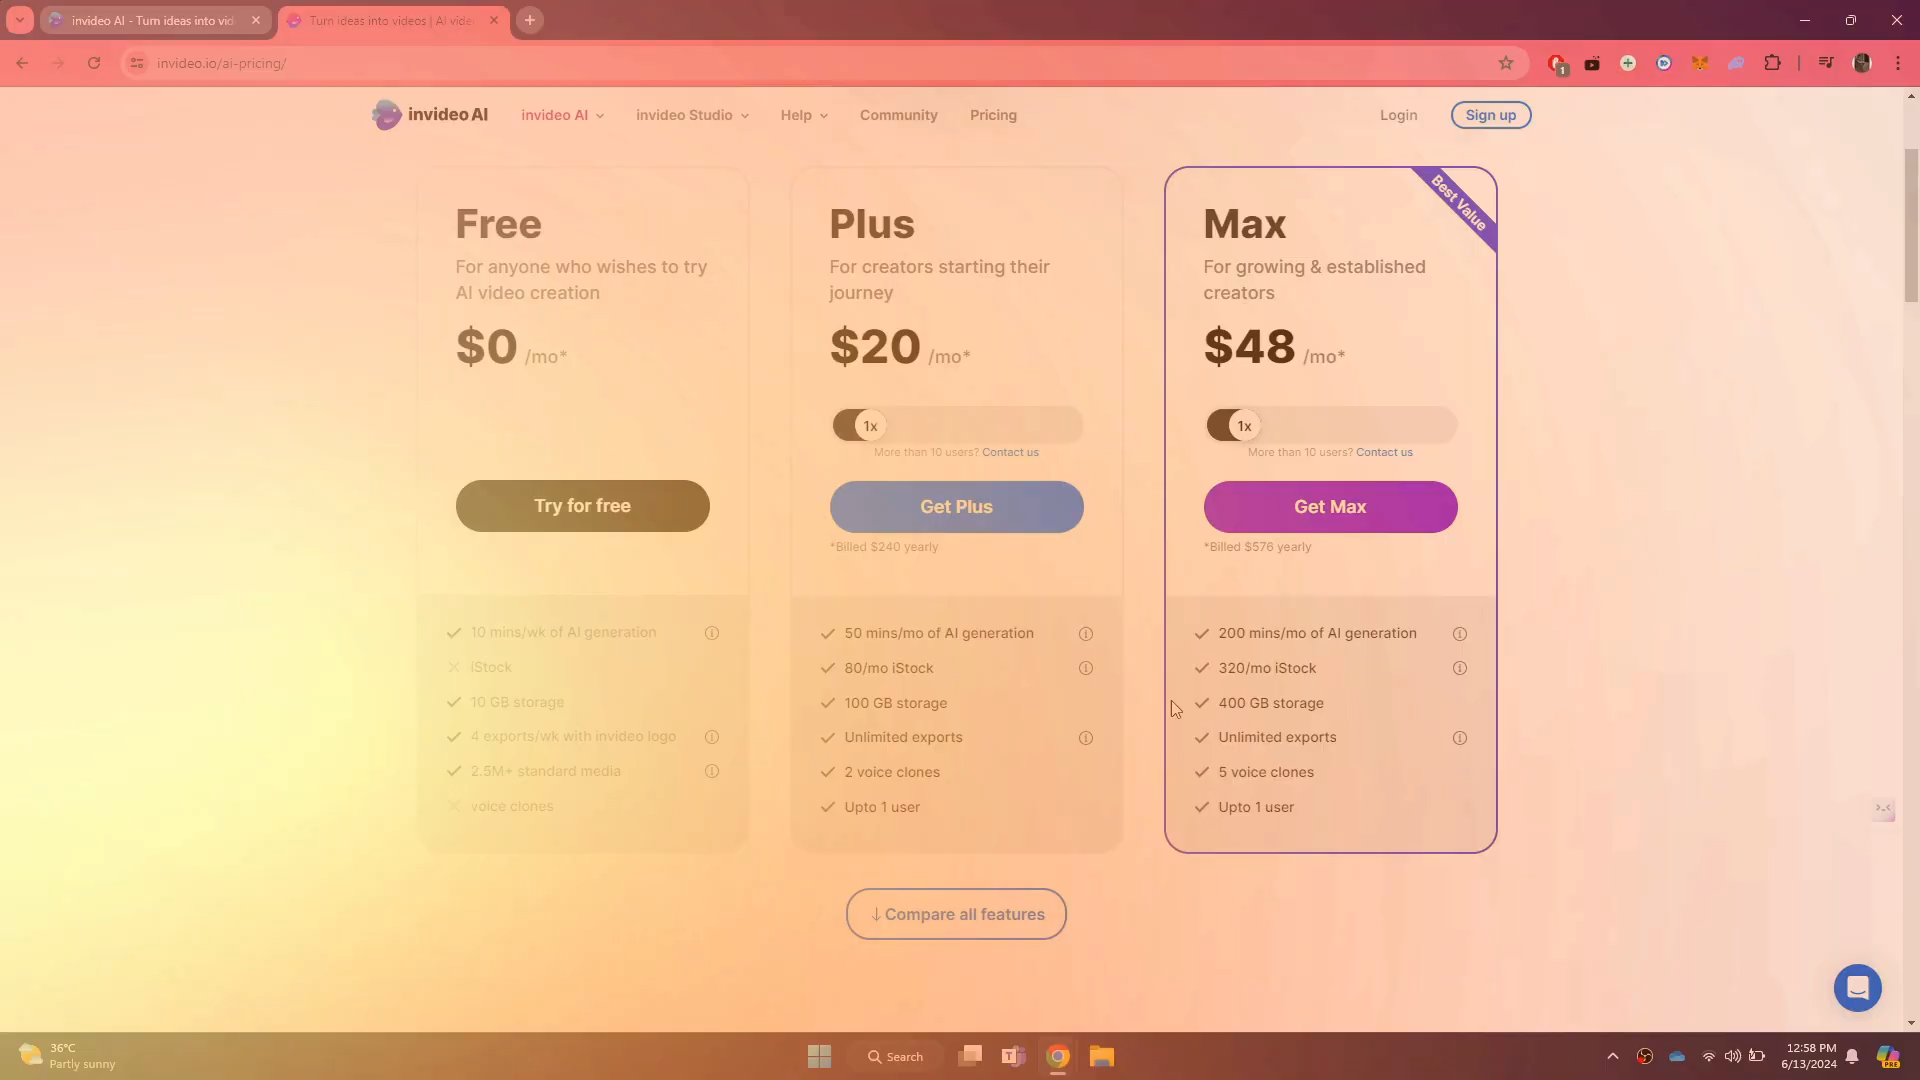 invideo AI - Turn ideas into vid
Turn ideas into videos | AI vide
invideo.io/ai-pricing/
1
invideo AI
invideo AI
invideo Studio
Help
Community
Pricing
Login
Sign up
Free
For anyone who wishes to try
AI video creation
$0 /mo*
Try for free
10 mins/wk of AI generation
iStock
10 GB storage
4 exports/wk with invideo logo
2.5M+ standard media
voice clones
Plus
For creators starting their
journey
$20 /mo*
1x
More than 10 users? Contact us
Get Plus
*Billed $240 yearly
50 mins/mo of AI generation
80/mo iStock
100 GB storage
Unlimited exports
2 voice clones
Upto 1 user
Best Value
Max
For growing & established
creators
$48 /mo*
1x
More than 10 users? Contact us
Get Max
*Billed $576 yearly
200 mins/mo of AI generation
320/mo iStock
400 GB storage
Unlimited exports
5 voice clones
Upto 1 user
↓ Compare all features
36°C
Partly sunny
Search
12:58 PM
6/13/2024
PRE